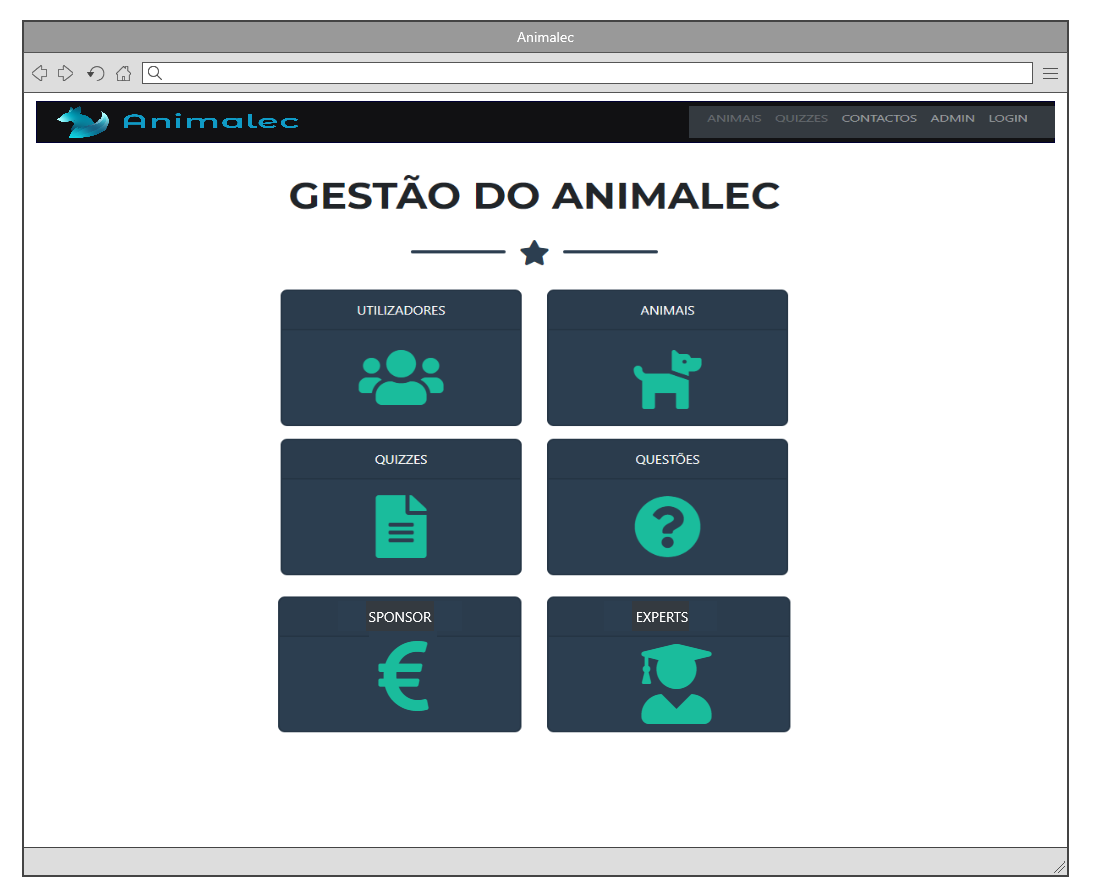 Animalec
Animalec
ANIMAIS QUIZZES CONTACTOS ADMIN LOGIN
GESTÃO DO ANIMALEC
UTILIZADORES
ANIMAIS
QUIZZES
QUESTÕES
SPONSOR
EXPERTS